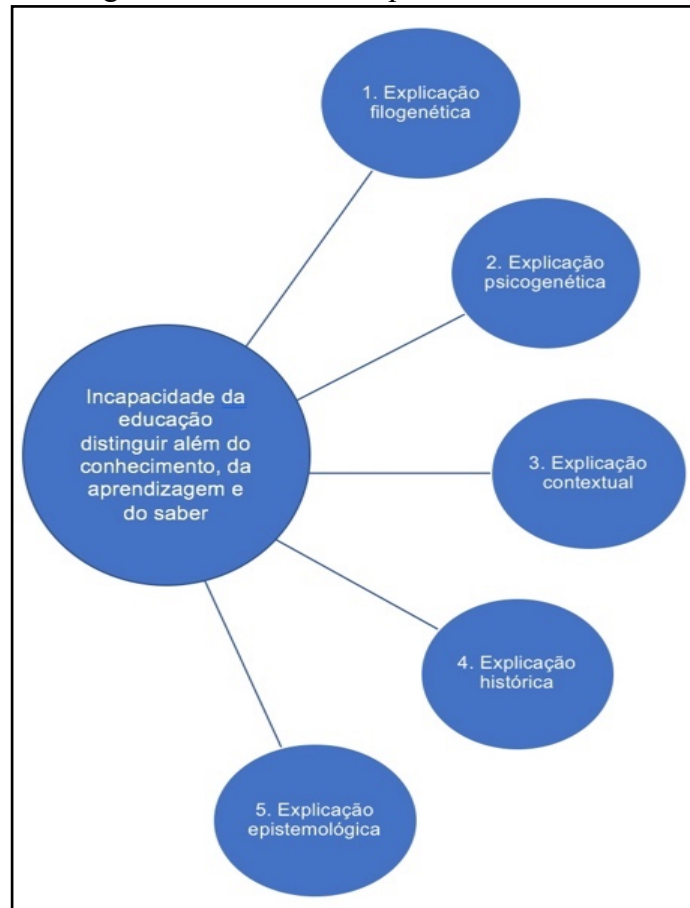 1. Explicação
filogenética
2. Explicação
psicogenética
Incapacidade da
educação
distinguir além do
conhecimento, da
aprendizagem e
do saber
3. Explicação
contextual
4. Explicação
histórica
5. Explicação
epistemológica